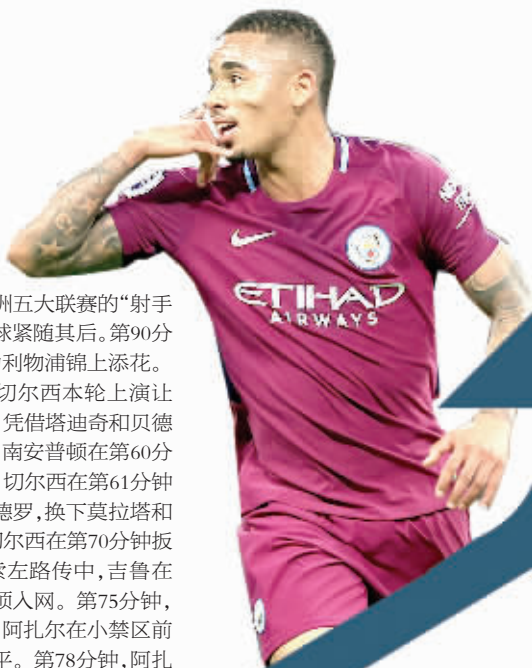 ETIHAD
AIRWAYS
洲五大联赛的“射手
球紧随其后。第90分
利物浦锦上添花。
切尔西本轮上演让
凭借塔迪奇和贝德
南安普顿在第60分
切尔西在第61分钟
德罗,换下莫拉塔和
切尔西在第70分钟扳
索左路传中,吉鲁在
顶入网。第75分钟,
阿扎尔在小禁区前
平。第78分钟,阿扎